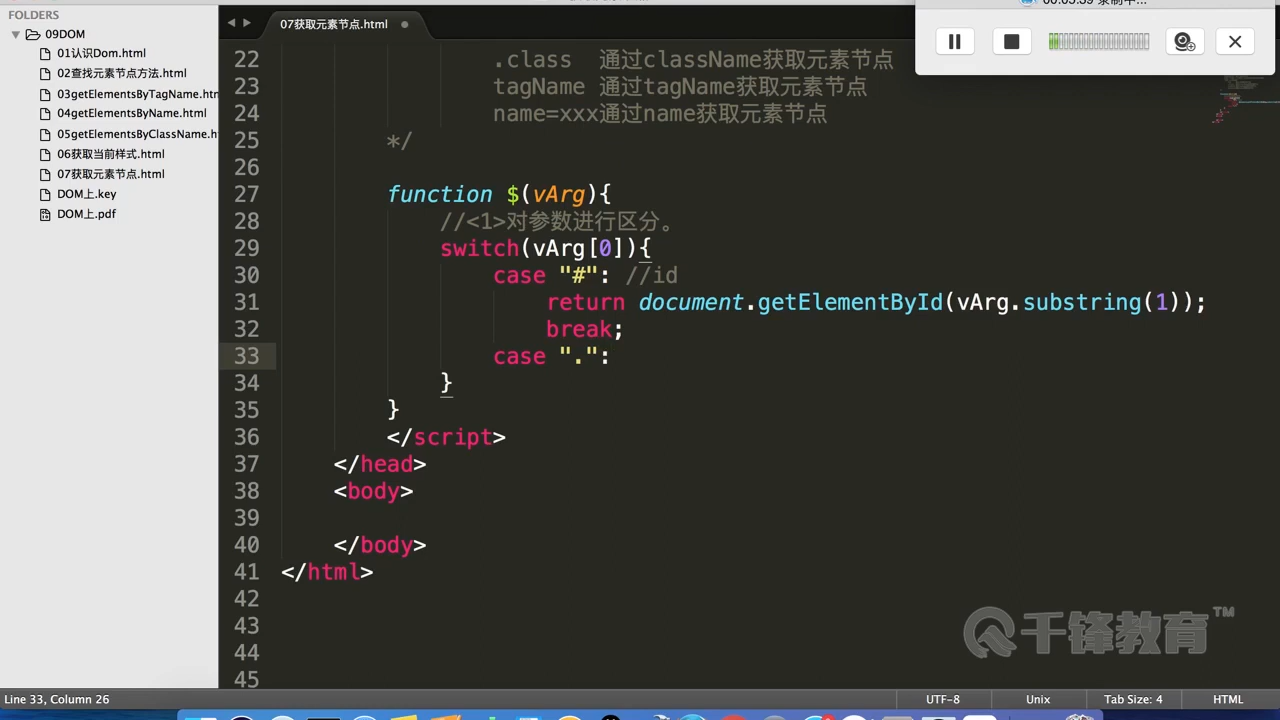 FOLDERS
09DOM
01认识Dom.html
02查找元素节点方法.html
03getElementsByTagName.htm
04getElementsByName.html
05getElementsByClassName.h
06获取当前样式.html
07获取元素节点.html
DOM上.key
DOM上.pdf
07获取元素节点.html
22 .class 通过className获取元素节点
23 tagName 通过tagName获取元素节点
24 name=xxx通过name获取元素节点
25 */
26
27 function $(vArg){
28 //<1>对参数进行区分。
29 switch(vArg[0]){
30 case "#": //id
31 return document.getElementById(vArg.substring(1));
32 break;
33 case ".":
34 }
35 }
36 </script>
37 </head>
38 <body>
39
40 </body>
41 </html>
42
43
44
45
千锋教育™
Line 33, Column 26
UTF-8
Unix
Tab Size: 4
HTML